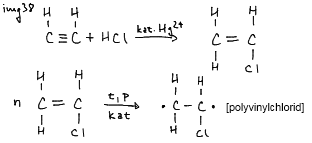 img38
H H
C ≡ C + HCl kat. Hg²⁺ → H H
C = C
H Cl
n H H
C = C
H Cl
t, p
kat → H H
· C – C · [polyvinylchlorid]
H Cl